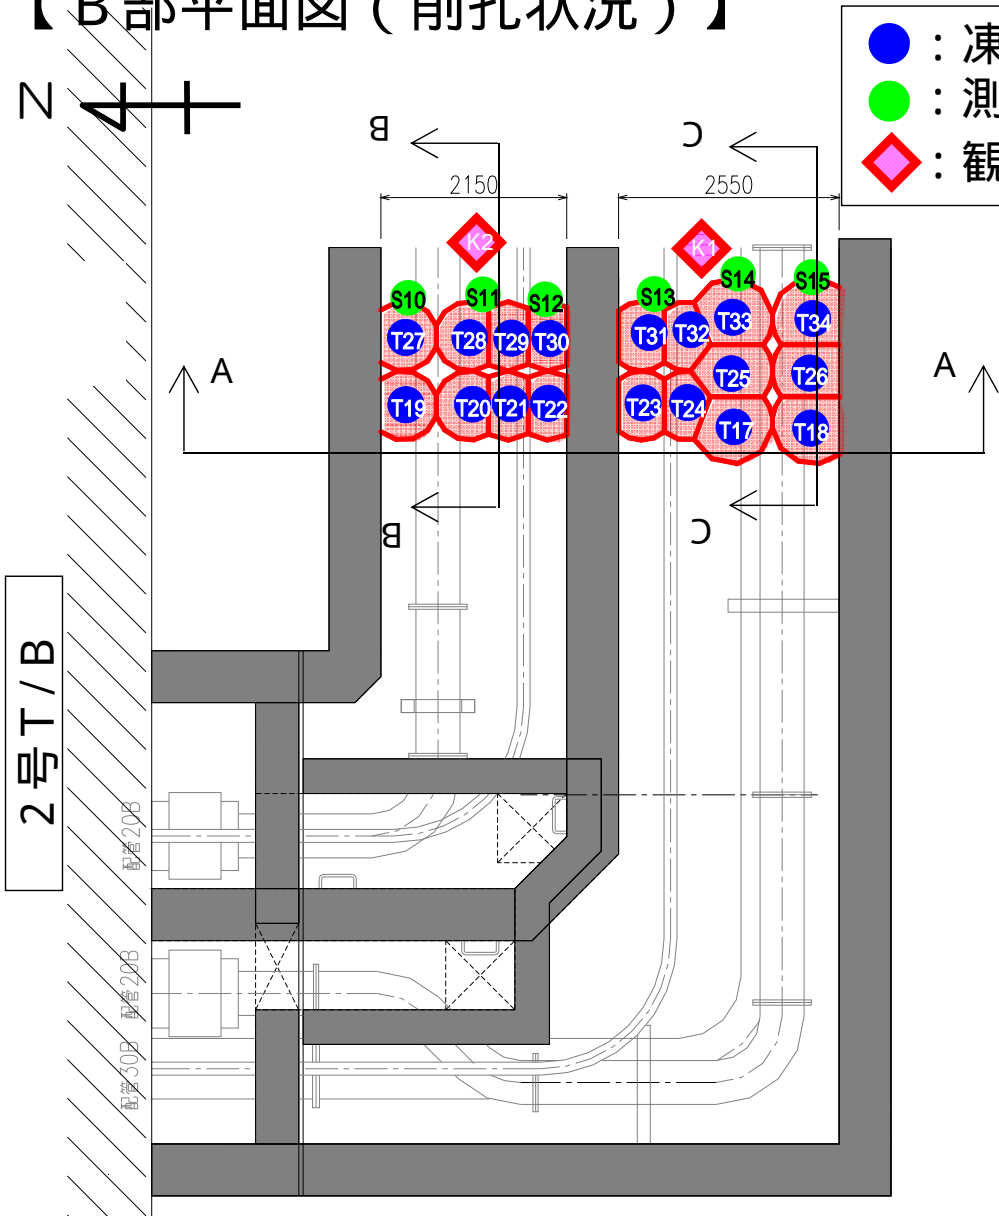 【B部平面図(削孔状況)】
:凍
:測
:観
N
B
C
2150
2550
K2
K1
S10
S11
S12
S13
S14
S15
T27
T28
T29
T30
T31
T32
T33
T34
T25
T26
T19
T20
T21
T22
T23
T24
T17
T18
A
A
B
C
2号T/B
配管20B
配管20B
配管30B